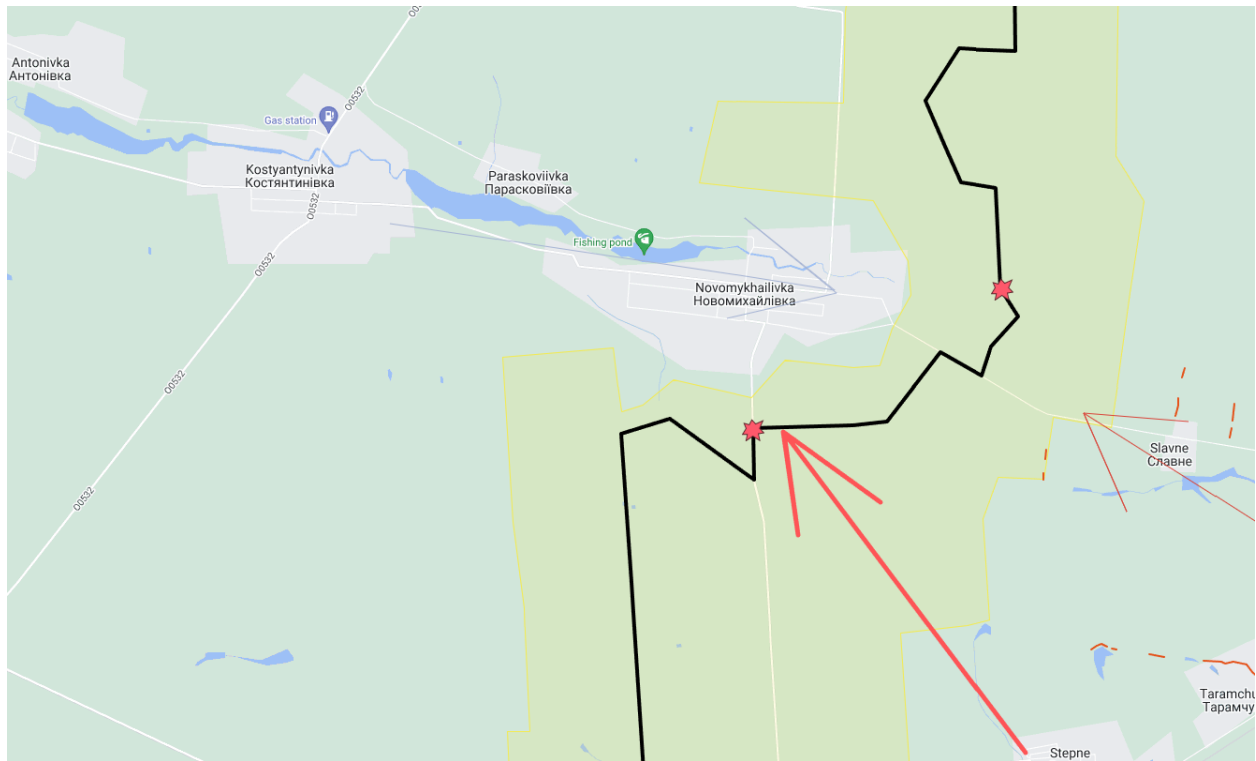 Antonivka
Антонівка
Gas station
O0532
Kostyantynivka
Костянтинівка
O0532
Paraskoviivka
Парасковіївка
O0532
Fishing pond
Novomykhailivka
Новомихайлівка
O0532
O0532
Slavne
Славне
Taramchu
Тарамчу
Stepne